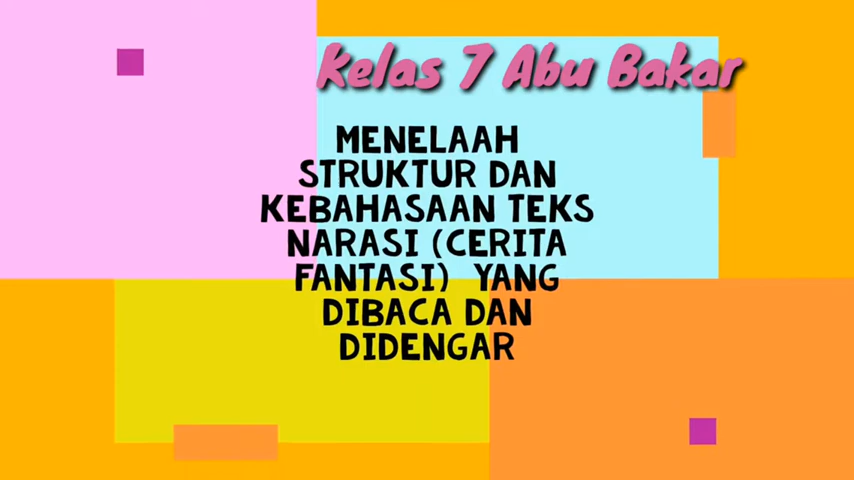 Kelas 7 Abu Bakar
MENELAAH
STRUKTUR DAN
KEBAHASAAN TEKS
NARASI (CERITA
FANTASI) YANG
DIBACA DAN
DIDENGAR